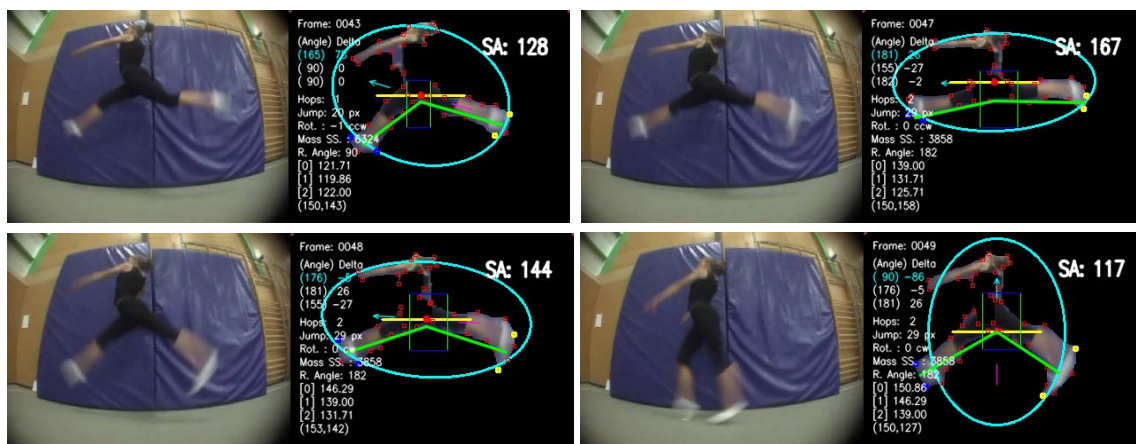 Frame: 0043
SA: 128
(Angle) Delta
(165) 75
( 90) 0
( 90) 0
Hops: 1
Jump: 20 px
Rot. : -1 ccw
Mass SS. : 6324
R. Angle: 90
[0] 121.71
[1] 119.86
[2] 122.00
(150,143)
Frame: 0047
SA: 167
(Angle) Delta
(181) 26
(155) -27
(182) -2
Hops: 2
Jump: 29 px
Rot. : 0 ccw
Mass SS. : 3858
R. Angle: 182
[0] 139.00
[1] 131.71
[2] 125.71
(150,158)
Frame: 0048
SA: 144
(Angle) Delta
(176) -5
(181) 26
(155) -27
Hops: 2
Jump: 29 px
Rot. : 0 cw
Mass SS. : 3858
R. Angle: 182
[0] 146.29
[1] 139.00
[2] 131.71
(153,142)
Frame: 0049
SA: 117
(Angle) Delta
( 90) -86
(176) -5
(181) 26
Hops: 2
Jump: 29 px
Rot. : 0 cw
Mass SS. : 3858
R. Angle: 182
[0] 150.86
[1] 146.29
[2] 139.00
(150,127)